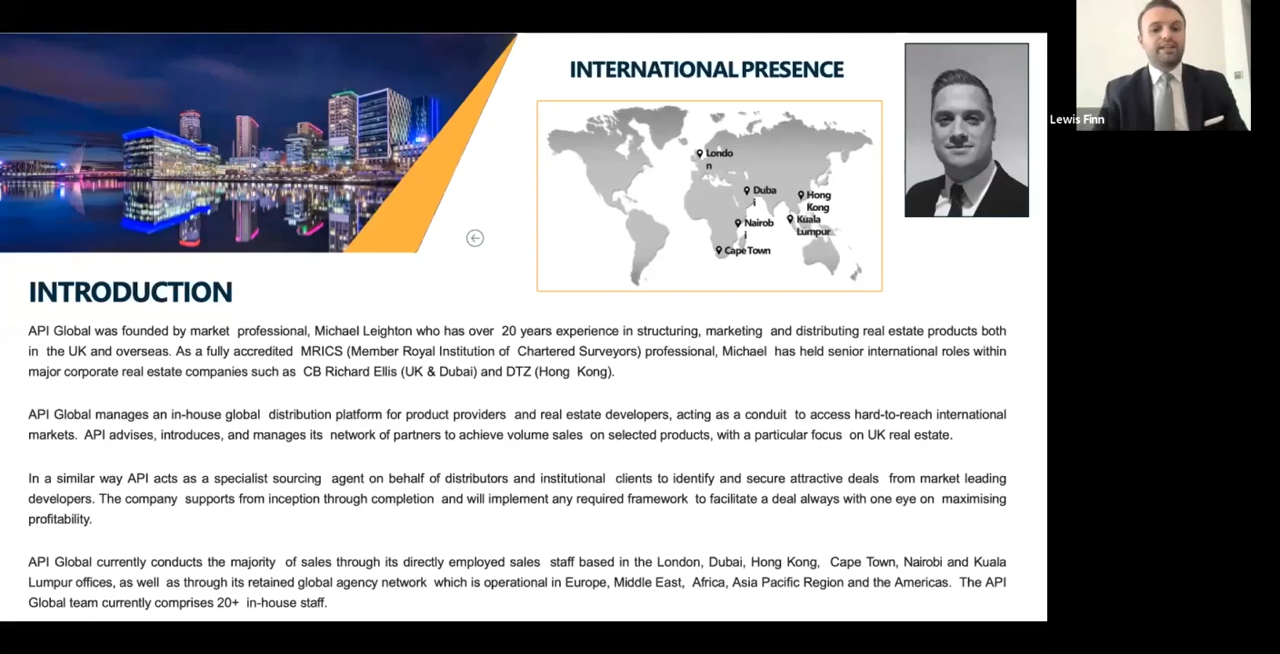 INTERNATIONAL PRESENCE
Londo
n
Duba
i
Hong
Kong
Kuala
Lumpur
Nairob
i
Cape Town
Lewis Finn
INTRODUCTION
API Global was founded by market professional, Michael Leighton who has over 20 years experience in structuring, marketing and distributing real estate products both
in the UK and overseas. As a fully accredited MRICS (Member Royal Institution of Chartered Surveyors) professional, Michael has held senior international roles within
major corporate real estate companies such as CB Richard Ellis (UK & Dubai) and DTZ (Hong Kong).
API Global manages an in-house global distribution platform for product providers and real estate developers, acting as a conduit to access hard-to-reach international
markets. API advises, introduces, and manages its network of partners to achieve volume sales on selected products, with a particular focus on UK real estate.
In a similar way API acts as a specialist sourcing agent on behalf of distributors and institutional clients to identify and secure attractive deals from market leading
developers. The company supports from inception through completion and will implement any required framework to facilitate a deal always with one eye on maximising
profitability.
API Global currently conducts the majority of sales through its directly employed sales staff based in the London, Dubai, Hong Kong, Cape Town, Nairobi and Kuala
Lumpur offices, as well as through its retained global agency network which is operational in Europe, Middle East, Africa, Asia Pacific Region and the Americas. The API
Global team currently comprises 20+ in-house staff.